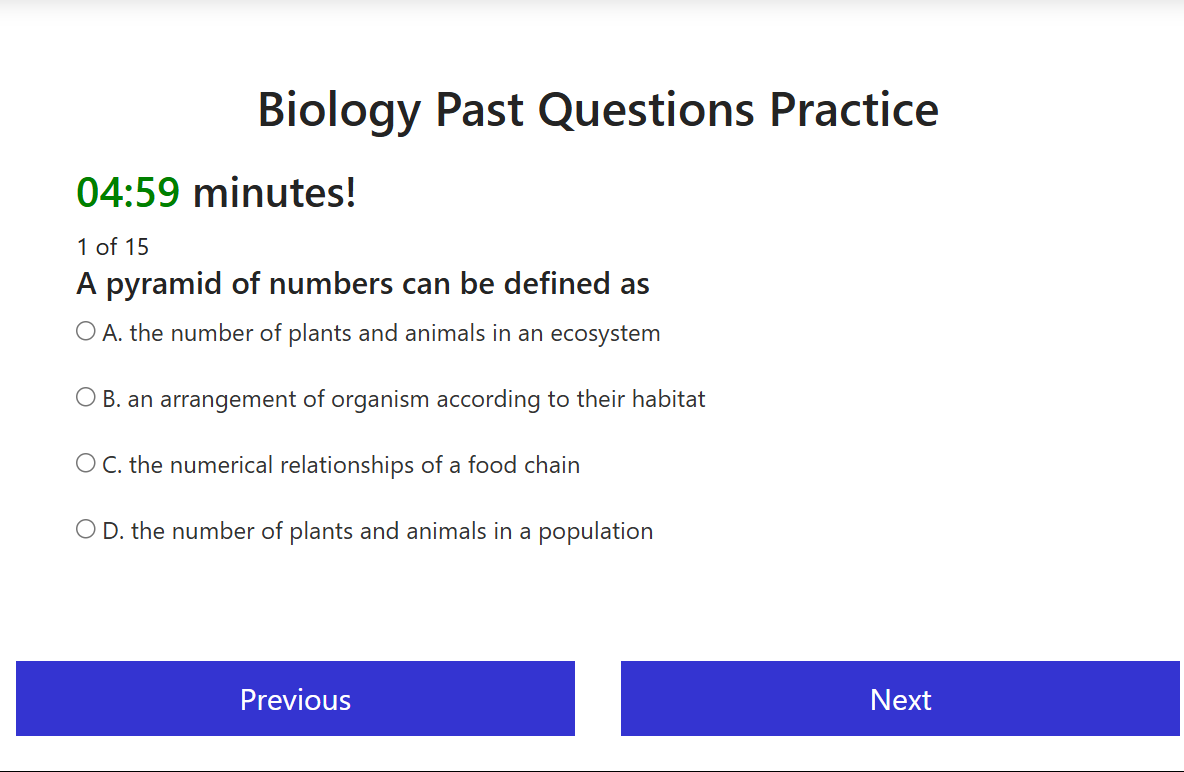 Biology Past Questions Practice
04:59 minutes!
1 of 15
A pyramid of numbers can be defined as
A. the number of plants and animals in an ecosystem
B. an arrangement of organism according to their habitat
C. the numerical relationships of a food chain
D. the number of plants and animals in a population
Previous Next